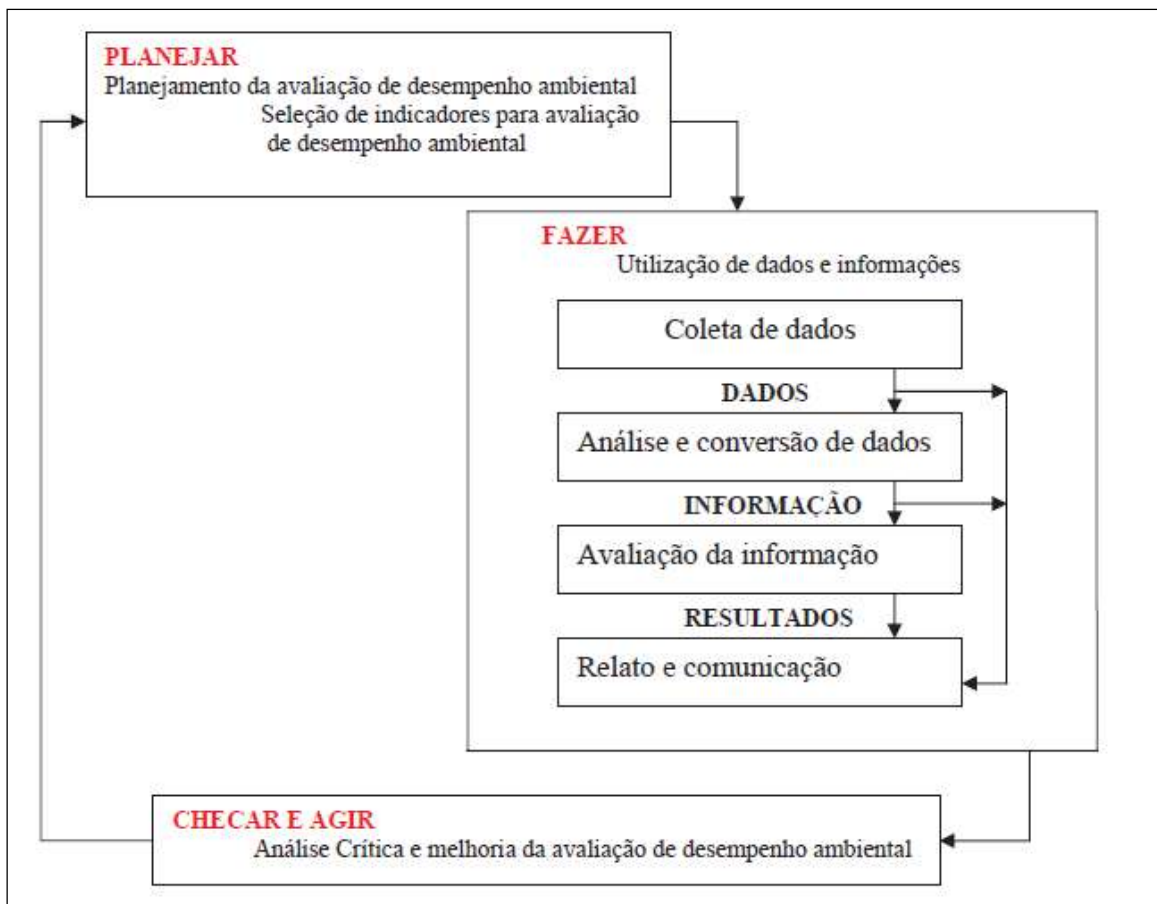 PLANEJAR
Planejamento da avaliação de desempenho ambiental
Seleção de indicadores para avaliação
de desempenho ambiental
FAZER
Utilização de dados e informações
Coleta de dados
DADOS
Análise e conversão de dados
INFORMAÇÃO
Avaliação da informação
RESULTADOS
Relato e comunicação
CHECAR E AGIR
Análise Crítica e melhoria da avaliação de desempenho ambiental